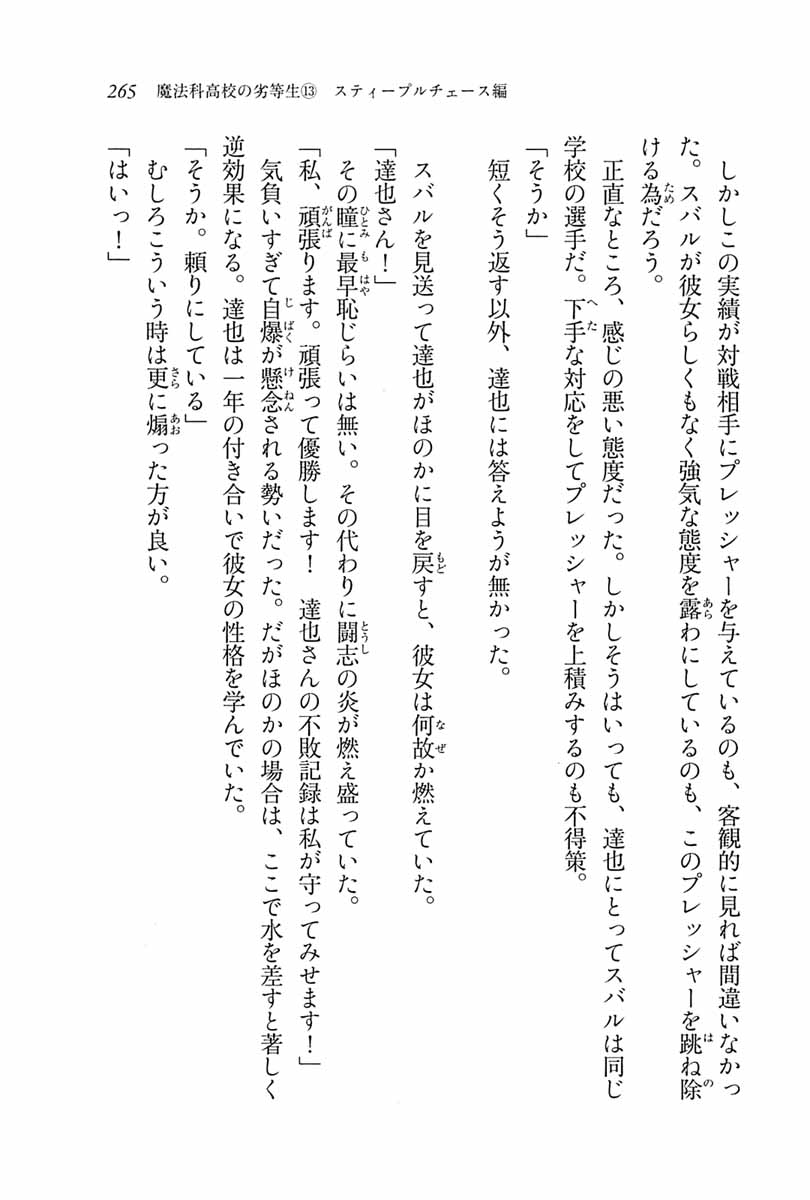 265　魔法科高校の劣等生⑬　スティープルチェース編
　しかしこの実績が対戦相手にプレッシャーを与えているのも、客観的に見れば間違いなかっ
た。スバルが彼女らしくもなく強気な態度を露わにしているのも、このプレッシャーを跳ね除
ける為だろう。
　正直なところ、感じの悪い態度だった。しかしそうはいっても、達也にとってスバルは同じ
学校の選手だ。下手な対応をしてプレッシャーを上積みするのも不得策。
「そうか」
　短くそう返す以外、達也には答えようが無かった。
　スバルを見送って達也がほのかに目を戻すと、彼女は何故か燃えていた。
「達也さん！」
　その瞳に最早恥じらいは無い。その代わりに闘志の炎が燃え盛っていた。
「私、頑張ります。頑張って優勝します！　達也さんの不敗記録は私が守ってみせます！」
　気負いすぎて自爆が懸念される勢いだった。だがほのかの場合は、ここで水を差すと著しく
逆効果になる。達也は一年の付き合いで彼女の性格を学んでいた。
「そうか。頼りにしている」
　むしろこういう時は更に煽った方が良い。
「はいっ！」